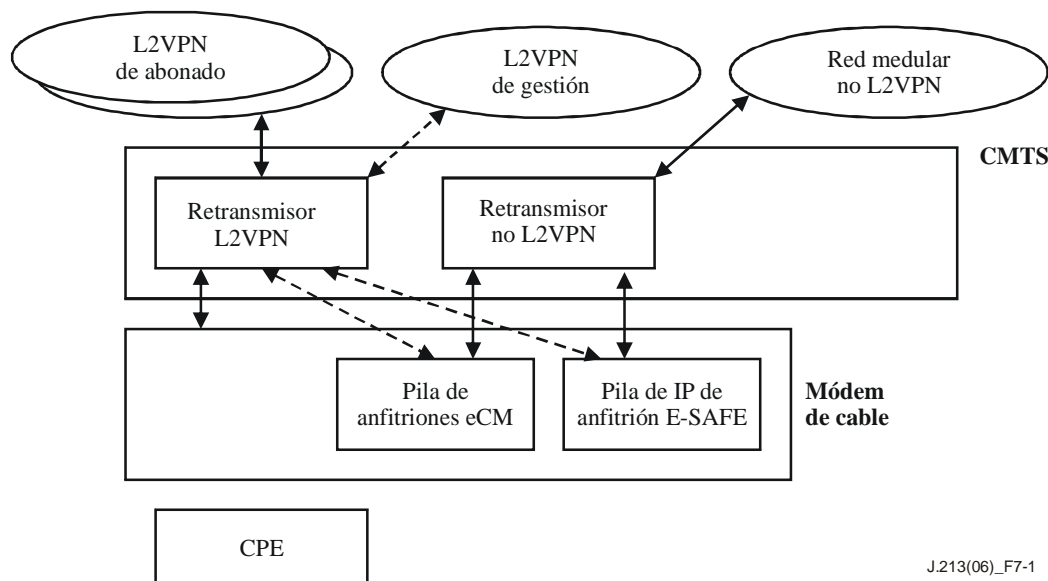 L2VPN
de abonado
L2VPN
de gestión
Red medular
no L2VPN
CMTS
Retransmisor
L2VPN
Retransmisor
no L2VPN
Pila de
anfitriones eCM
Pila de IP de
anfitrión E-SAFE
Módem
de cable
CPE
J.213(06)_F7-1